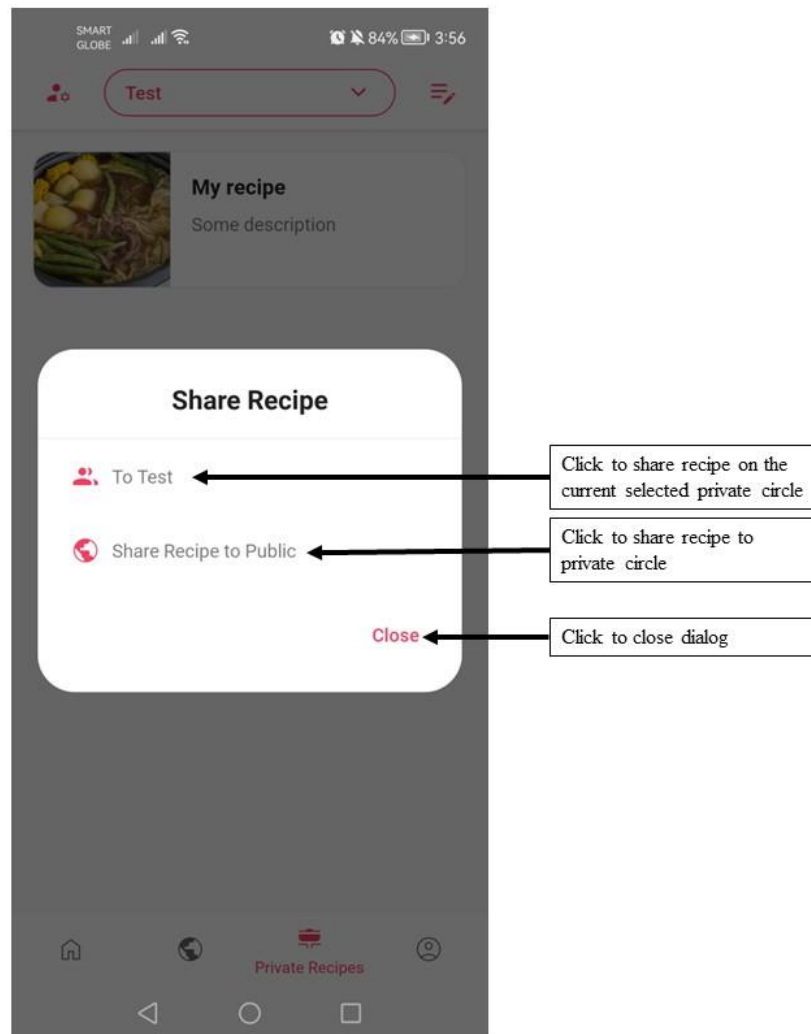 SMART
GLOBE
84% 3:56
Test
My recipe
Some description
Share Recipe
To Test
Click to share recipe on the
current selected private circle
Share Recipe to Public
Click to share recipe to
private circle
Close
Click to close dialog
Private Recipes